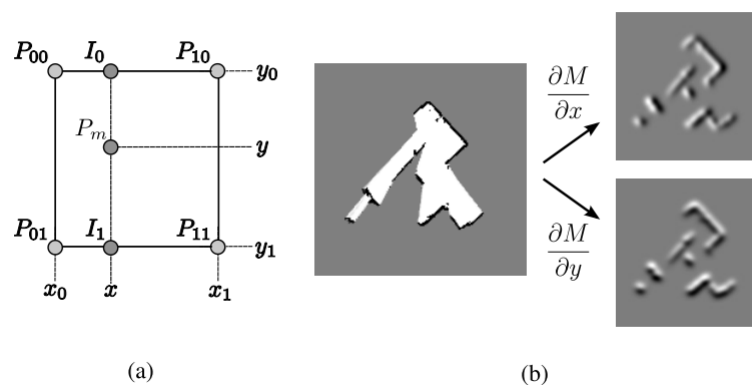 P₀₀ I₀ P₁₀
y₀
Pₘ
y
P₀₁ I₁ P₁₁
y₁
x₀ x x₁
(a)
∂M
∂x
∂M
∂y
(b)